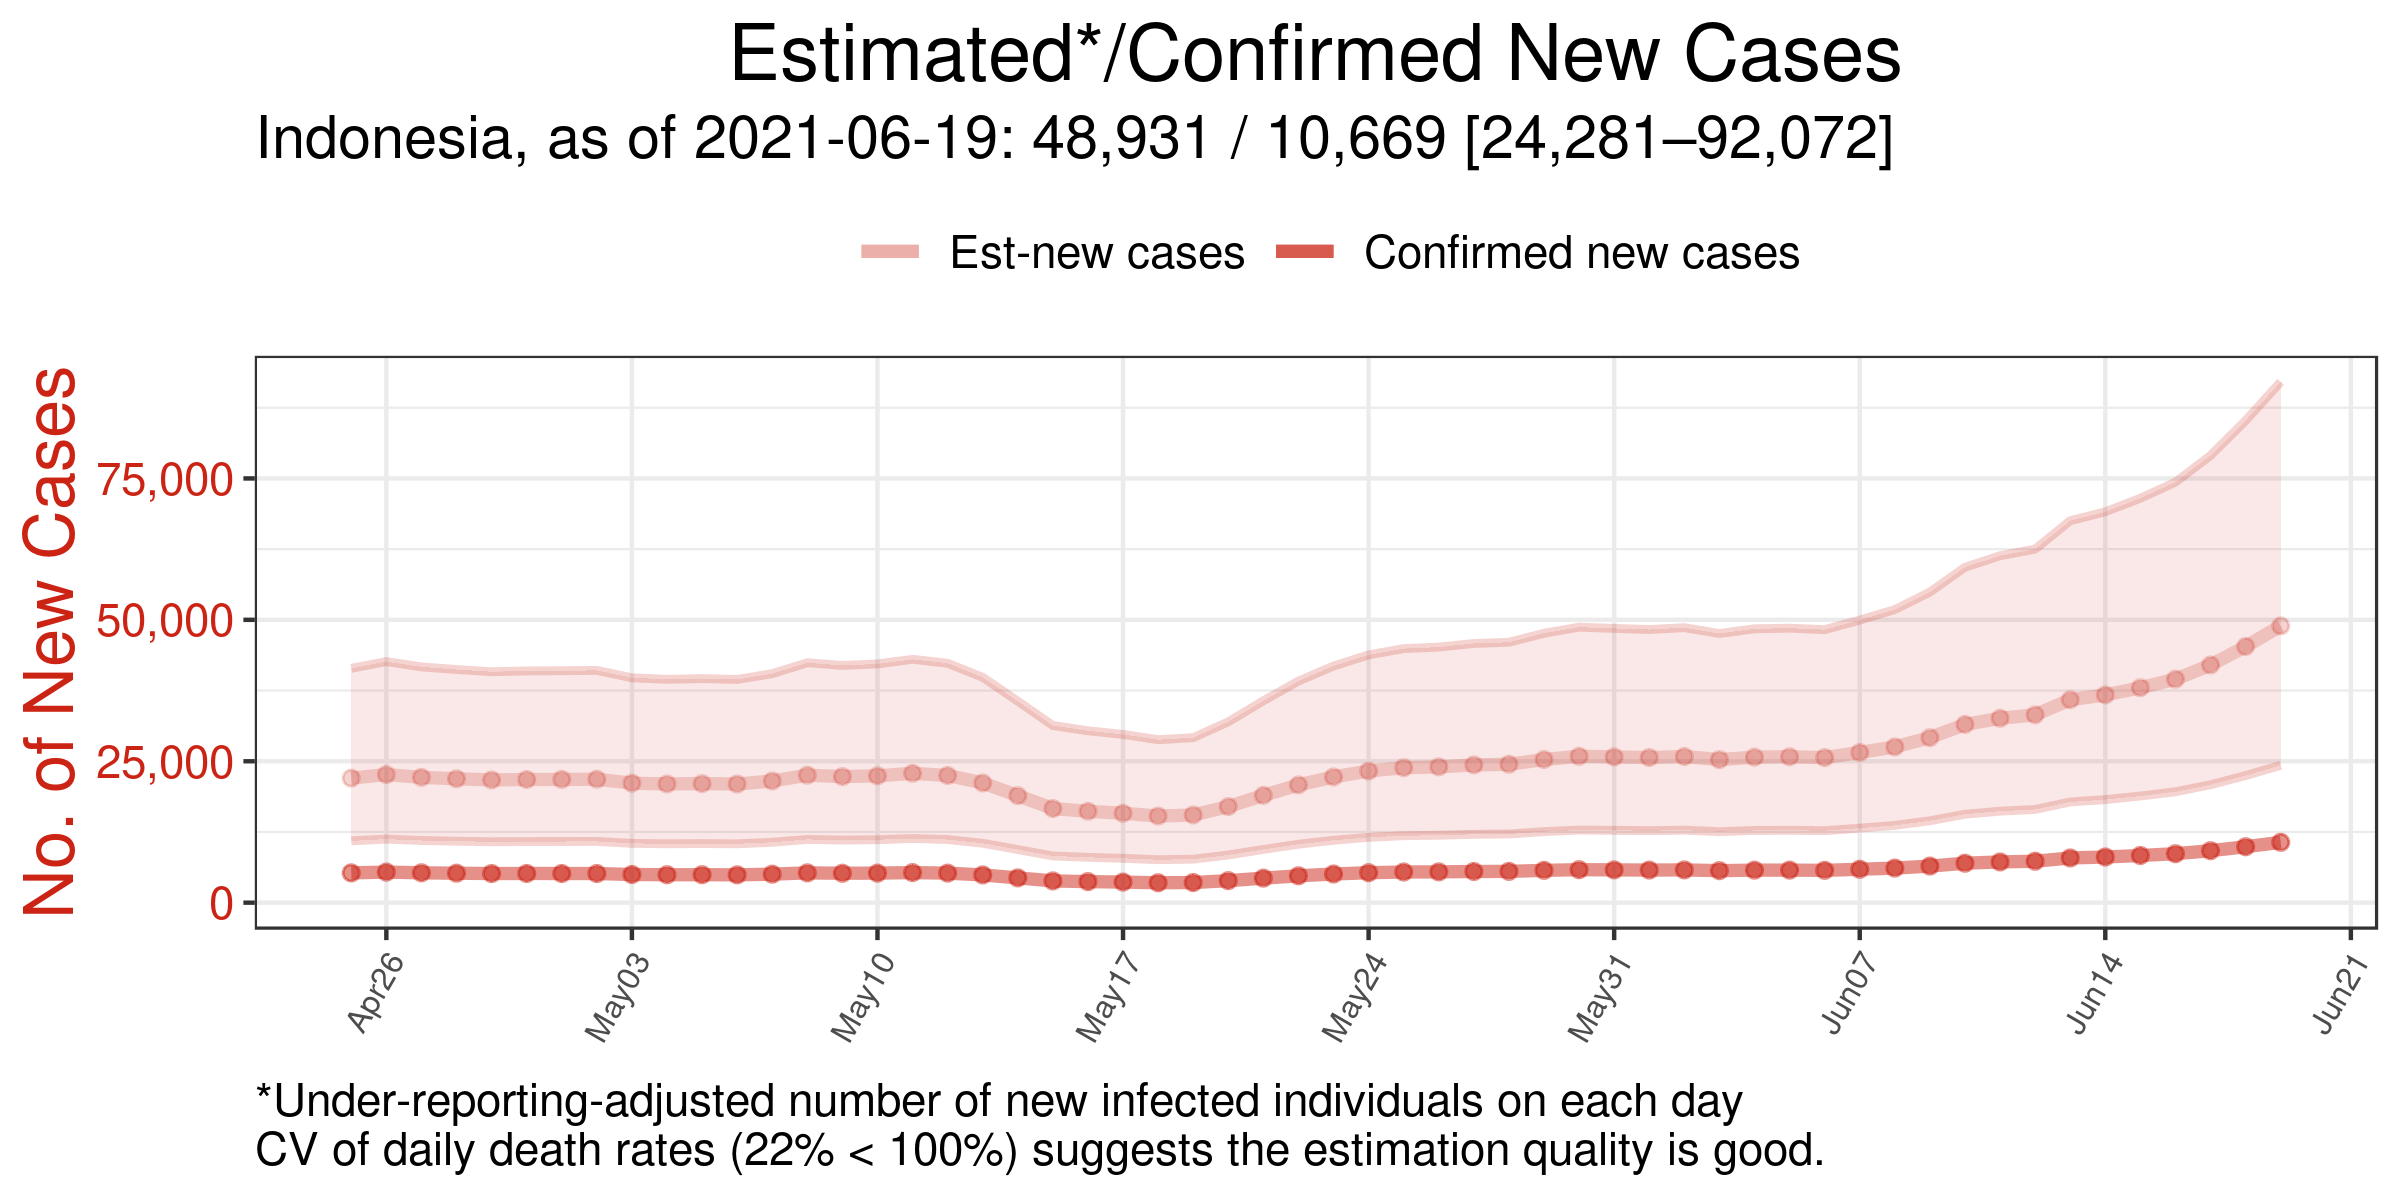 Estimated*/Confirmed New Cases
Indonesia, as of 2021-06-19: 48,931 / 10,669 [24,281–92,072]
Est-new cases
Confirmed new cases
No. of New Cases
75,000
50,000
25,000
0
Apr26
May03
May10
May17
May24
May31
Jun07
Jun14
Jun21
*Under-reporting-adjusted number of new infected individuals on each day
CV of daily death rates (22% < 100%) suggests the estimation quality is good.